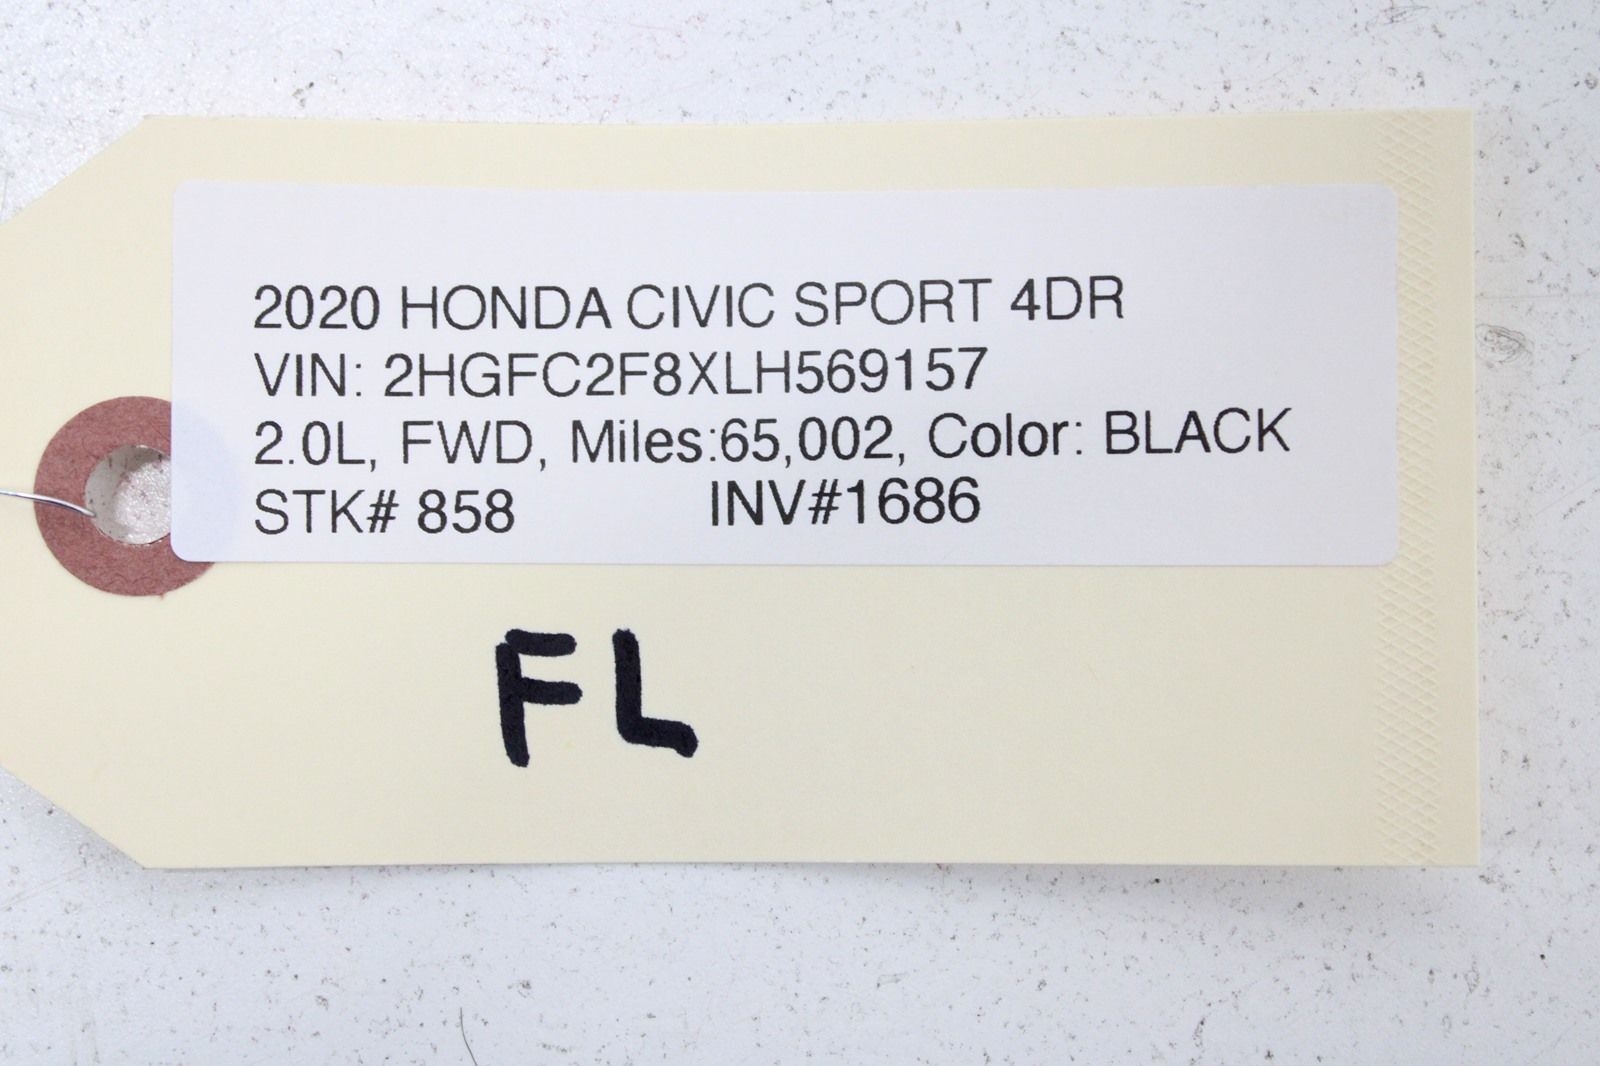 2020 HONDA CIVIC SPORT 4DR
VIN: 2HGFC2F8XLH569157
2.0L, FWD, Miles:65,002, Color: BLACK
STK# 858 INV#1686
FL